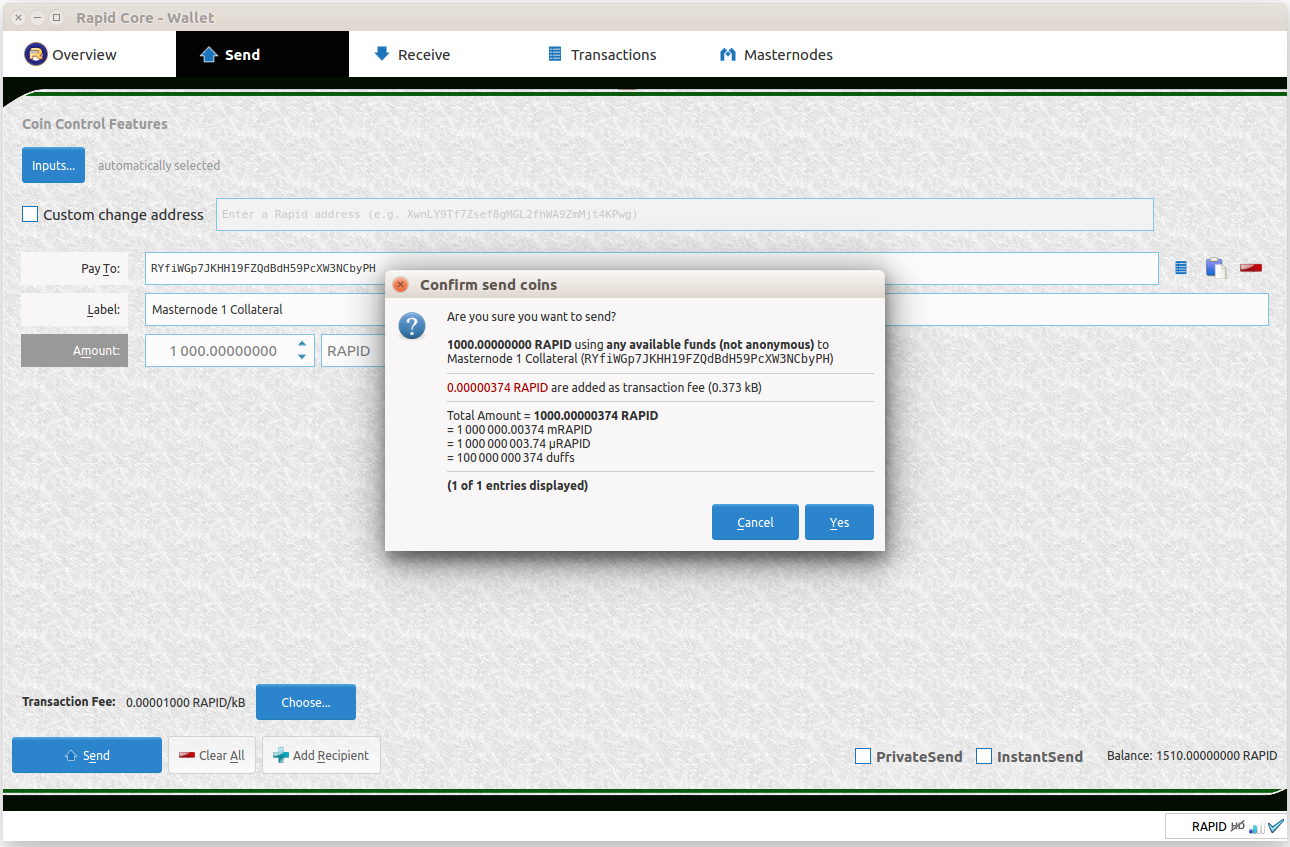 Rapid Core - Wallet
Overview
Send
Receive
Transactions
Masternodes
Coin Control Features
Inputs...
automatically selected
Custom change address
Enter a Rapid address (e.g. XwnLY9Tf7Zsef8gMGL2fhWA9ZmMjt4KPwg)
Pay To:
RYfiWGp7JKHH19FZQdBdH59PcXW3NCbyPH
Label:
Masternode 1 Collateral
Amount:
1 000.00000000
RAPID
Confirm send coins
Are you sure you want to send?
1000.00000000 RAPID using any available funds (not anonymous) to
Masternode 1 Collateral (RYfiWGp7JKHH19FZQdBdH59PcXW3NCbyPH)
0.00000374 RAPID are added as transaction fee (0.373 kB)
Total Amount = 1000.00000374 RAPID
= 1 000 000.00374 mRAPID
= 1 000 000 003.74 µRAPID
= 100 000 000 374 duffs
(1 of 1 entries displayed)
Cancel
Yes
Transaction Fee:
0.00001000 RAPID/kB
Choose...
Send
Clear All
Add Recipient
PrivateSend
InstantSend
Balance: 1510.00000000 RAPID
RAPID
HD